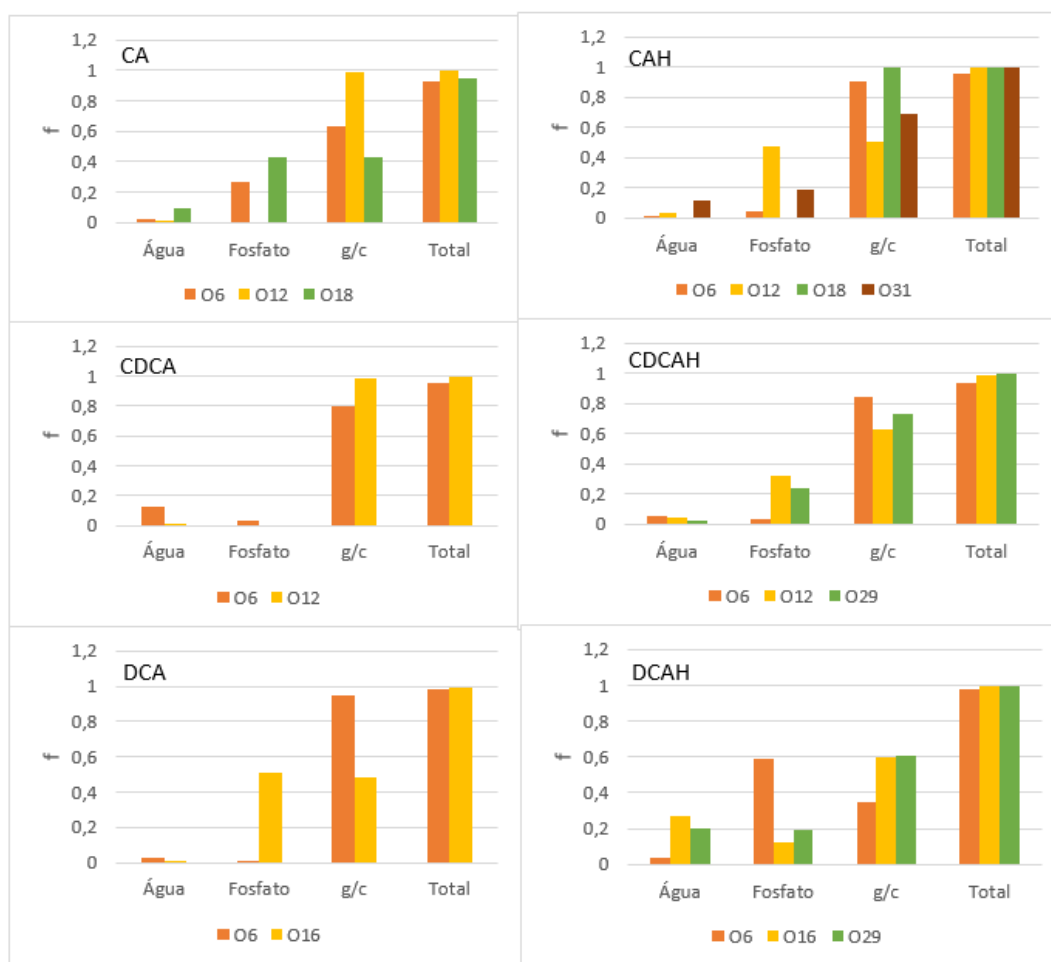 CA
1,2
1
0,8
0,6
0,4
0,2
0
f
Água Fosfato g/c Total
O6 O12 O18
CAH
1,2
1
0,8
0,6
0,4
0,2
0
f
Água Fosfato g/c Total
O6 O12 O18 O31
CDCA
1,2
1
0,8
0,6
0,4
0,2
0
f
Água Fosfato g/c Total
O6 O12
CDCAH
1,2
1
0,8
0,6
0,4
0,2
0
f
Água Fosfato g/c Total
O6 O12 O29
DCA
1,2
1
0,8
0,6
0,4
0,2
0
f
Água Fosfato g/c Total
O6 O16
DCAH
1,2
1
0,8
0,6
0,4
0,2
0
f
Água Fosfato g/c Total
O6 O16 O29